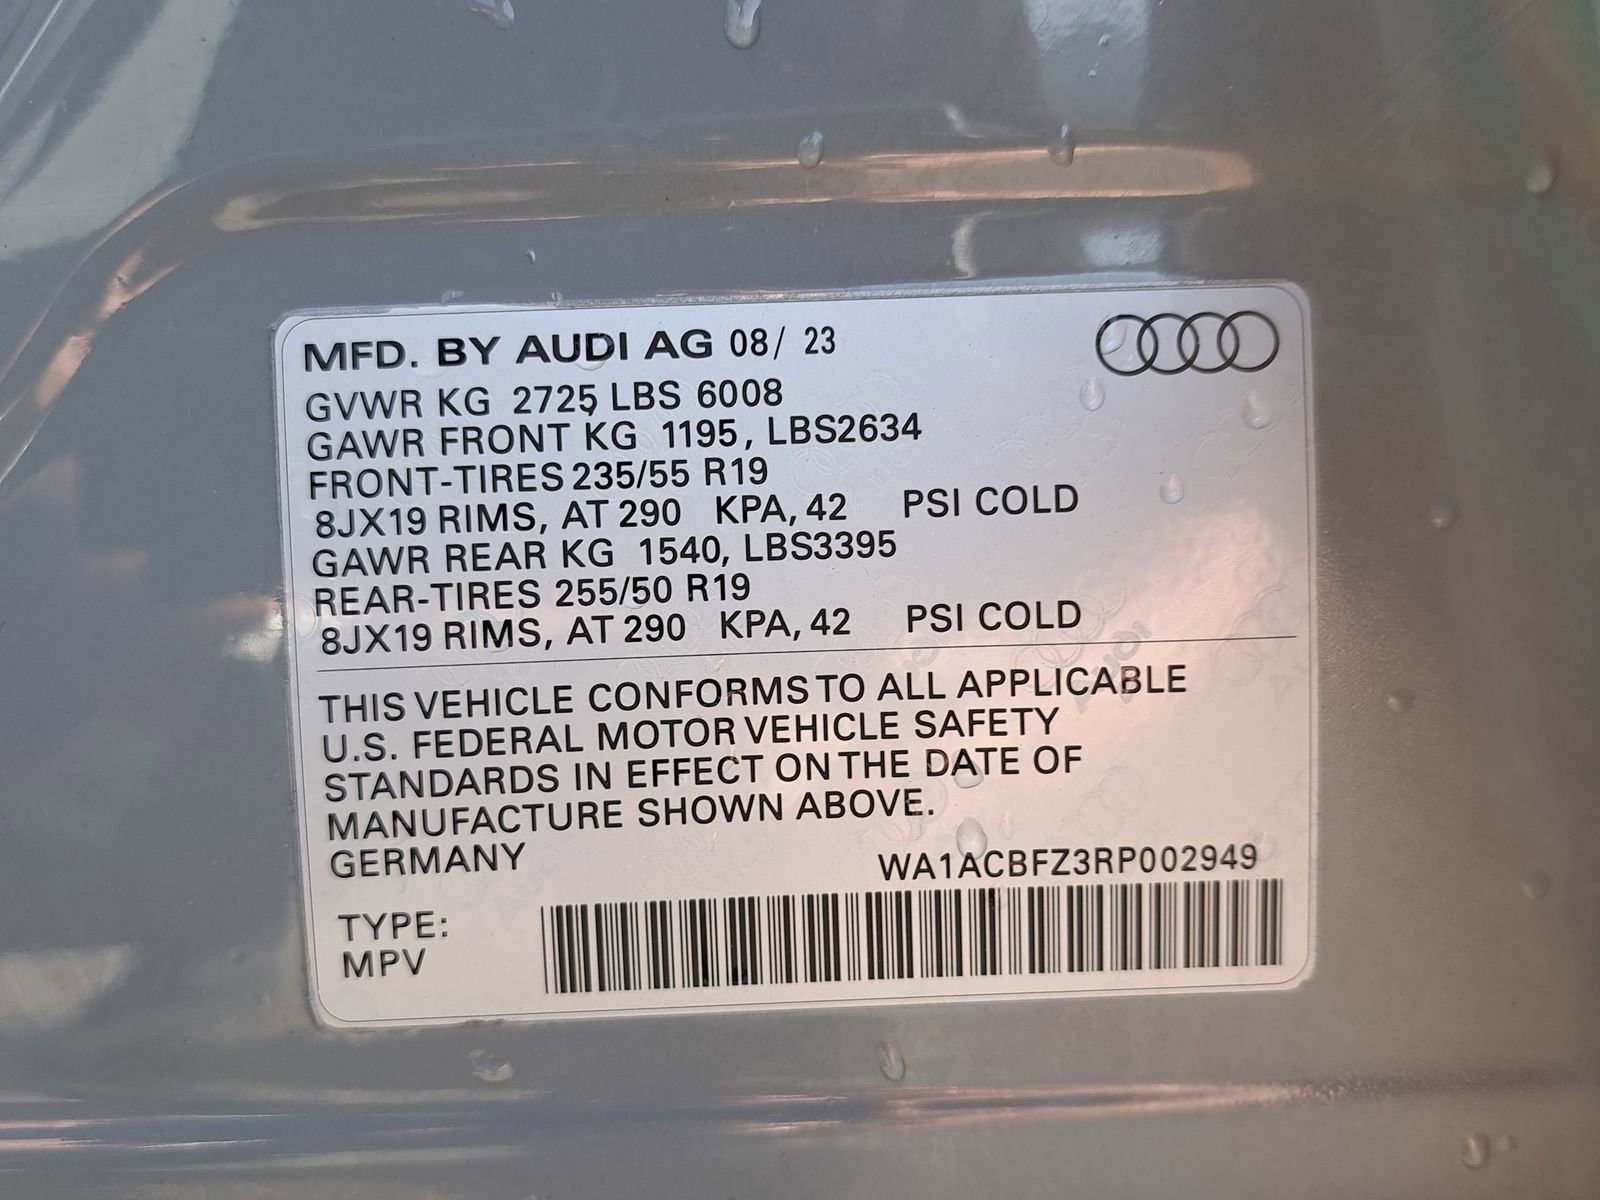 MFD. BY AUDI AG 08/ 23
GVWR KG 2725 LBS 6008
GAWR FRONT KG 1195, LBS2634
FRONT-TIRES 235/55 R19
8JX19 RIMS, AT 290 KPA, 42 PSI COLD
GAWR REAR KG 1540, LBS3395
REAR-TIRES 255/50 R19
8JX19 RIMS, AT 290 KPA, 42 PSI COLD
THIS VEHICLE CONFORMS TO ALL APPLICABLE
U.S. FEDERAL MOTOR VEHICLE SAFETY
STANDARDS IN EFFECT ON THE DATE OF
MANUFACTURE SHOWN ABOVE.
GERMANY WA1ACBFZ3RP002949
TYPE:
MPV